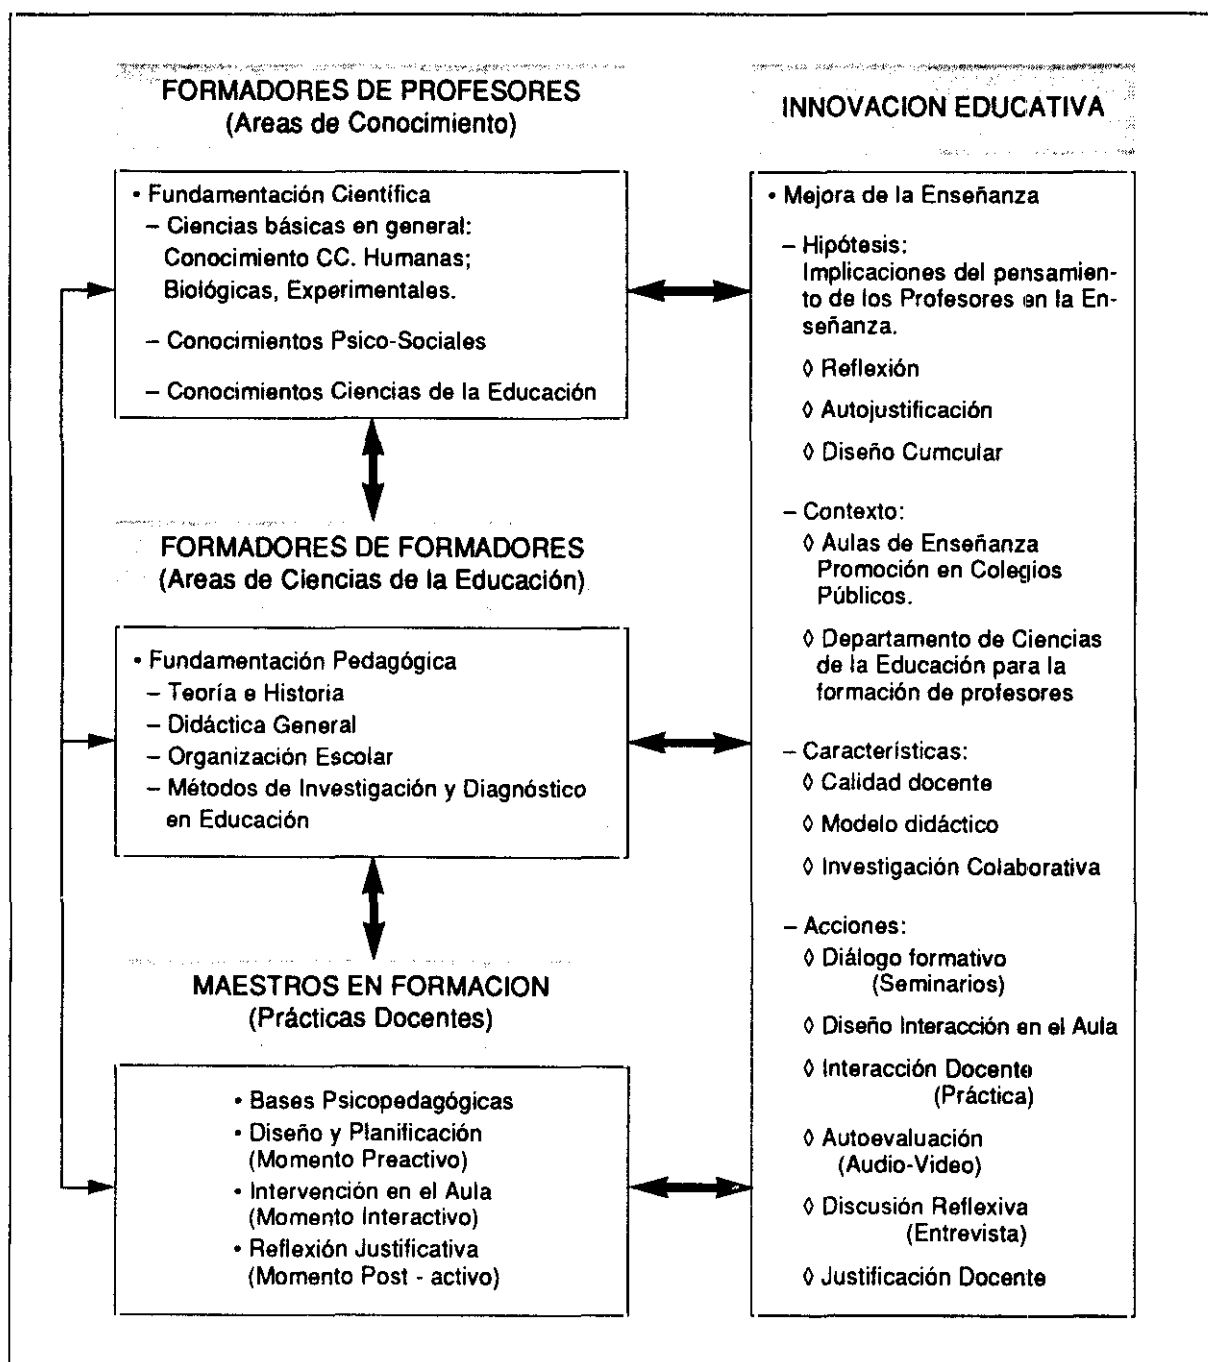 FORMADORES DE PROFESORES
(Areas de Conocimiento)
• Fundamentación Científica
– Ciencias básicas en general:
Conocimiento CC. Humanas;
Biológicas, Experimentales.
– Conocimientos Psico-Sociales
– Conocimientos Ciencias de la Educación
FORMADORES DE FORMADORES
(Areas de Ciencias de la Educación)
• Fundamentación Pedagógica
– Teoría e Historia
– Didáctica General
– Organización Escolar
– Métodos de Investigación y Diagnóstico
en Educación
MAESTROS EN FORMACION
(Prácticas Docentes)
• Bases Psicopedagógicas
• Diseño y Planificación
(Momento Preactivo)
• Intervención en el Aula
(Momento Interactivo)
• Reflexión Justificativa
(Momento Post - activo)
INNOVACION EDUCATIVA
• Mejora de la Enseñanza
– Hipótesis:
Implicaciones del pensamien-
to de los Profesores en la En-
señanza.
◊ Reflexión
◊ Autojustificación
◊ Diseño Cumcular
– Contexto:
◊ Aulas de Enseñanza
Promoción en Colegios
Públicos.
◊ Departamento de Ciencias
de la Educación para la
formación de profesores
– Características:
◊ Calidad docente
◊ Modelo didáctico
◊ Investigación Colaborativa
– Acciones:
◊ Diálogo formativo
(Seminarios)
◊ Diseño Interacción en el Aula
◊ Interacción Docente
(Práctica)
◊ Autoevaluación
(Audio-Video)
◊ Discusión Reflexiva
(Entrevista)
◊ Justificación Docente